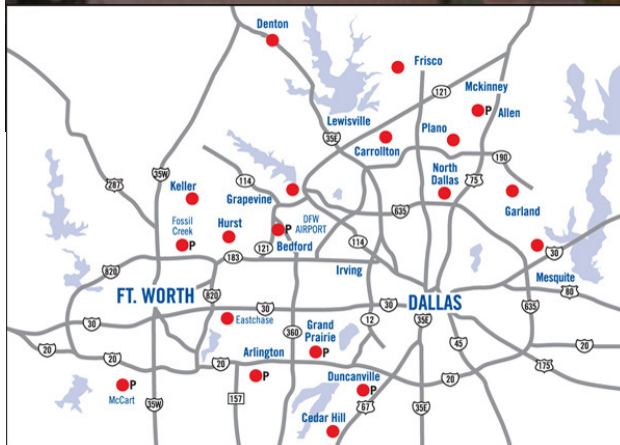 Denton
Frisco
121
McKinney
P
Allen
Lewisville
35E
Carrollton
Plano
190
35W
287
114
Keller
Grapevine
North
Dallas
75
635
Garland
Fossil
Creek
P
Hurst
P
DFW
AIRPORT
121
Bedford
114
183
Irving
30
Mesquite
80
820
820
FT. WORTH
820
30
30
DALLAS
635
30
Eastchase
360
Grand
Prairie
P
12
35E
45
20
20
Arlington
20
P
Duncanville
P
20
175
20
P
McCart
35W
157
67
35E
Cedar Hill